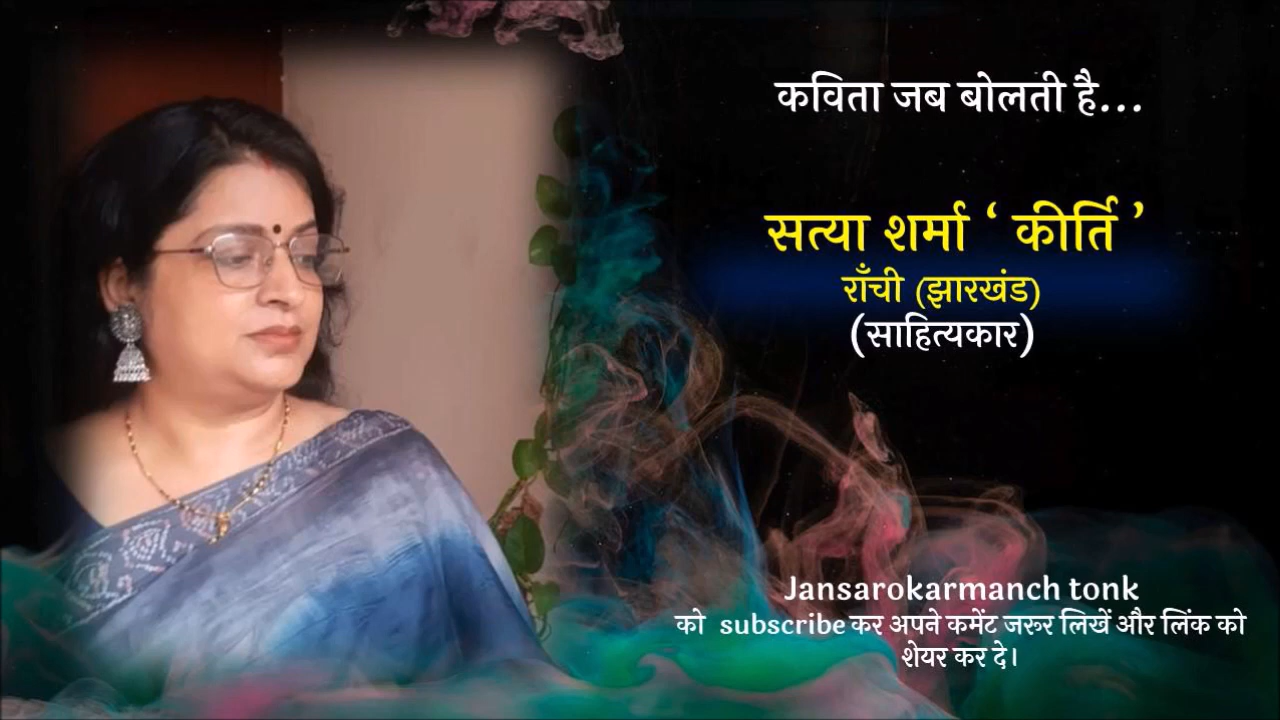 कविता जब बोलती है...
सत्या शर्मा ‘ कीर्ति ’
राँची (झारखंड)
(साहित्यकार)
Jansarokarmanch tonk
को subscribe कर अपने कमेंट जरूर लिखें और लिंक को
शेयर कर दे।